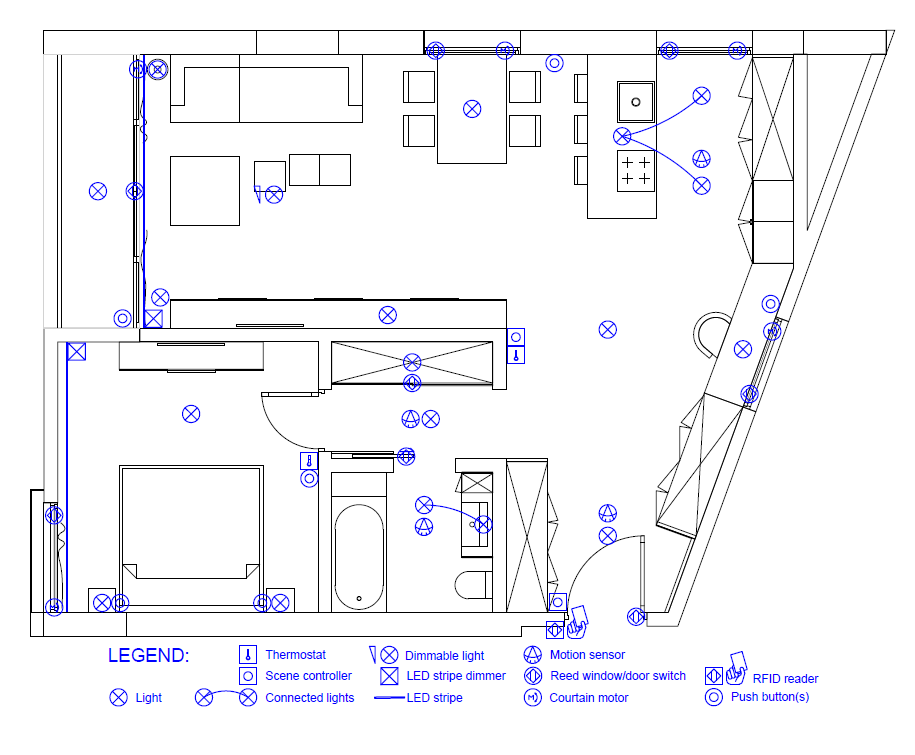 LEGEND:
Thermostat
Dimmable light
Motion sensor
Scene controller
LED stripe dimmer
Reed window/door switch
RFID reader
Light
Connected lights
LED stripe
Courtain motor
Push button(s)